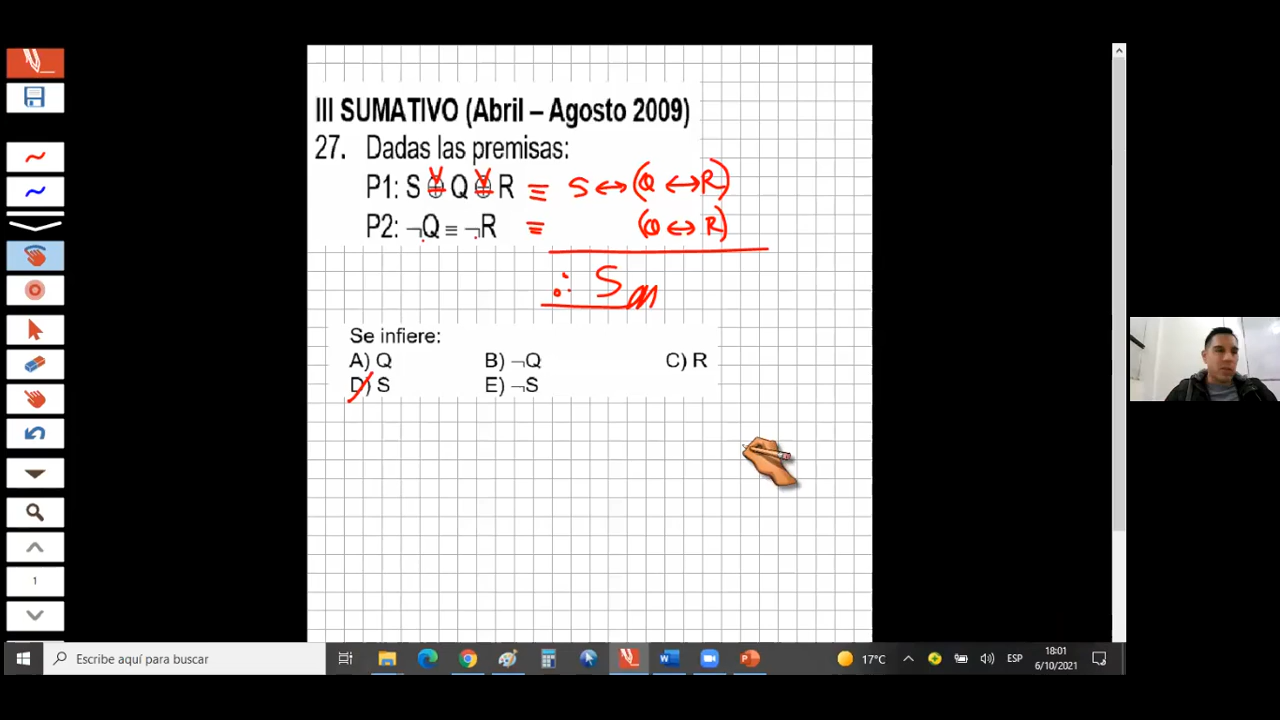 III SUMATIVO (Abril – Agosto 2009)
27. Dadas las premisas:
P1: S ⊕ Q ⊕ R ≡ S ↔ (Q ↔ R)
P2: ¬Q ≡ ¬R ≡ (Q ↔ R)
∴ S
Se infiere:
A) Q B) ¬Q C) R
D) S E) ¬S
1
Escribe aquí para buscar
17°C
ESP
18:01
6/10/2021